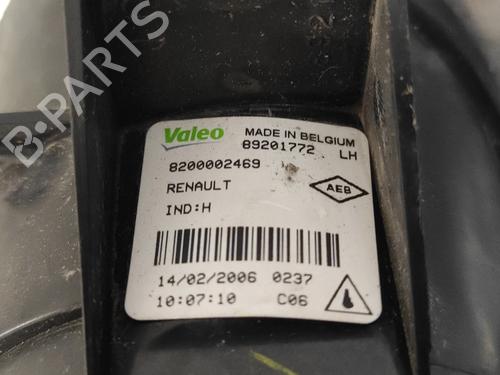 Valeo MADE IN BELGIUM
89201772 LH
8200002469
RENAULT
AEB
IND:H
14/02/2006 0237
10:07:10 C06
B-PARTS